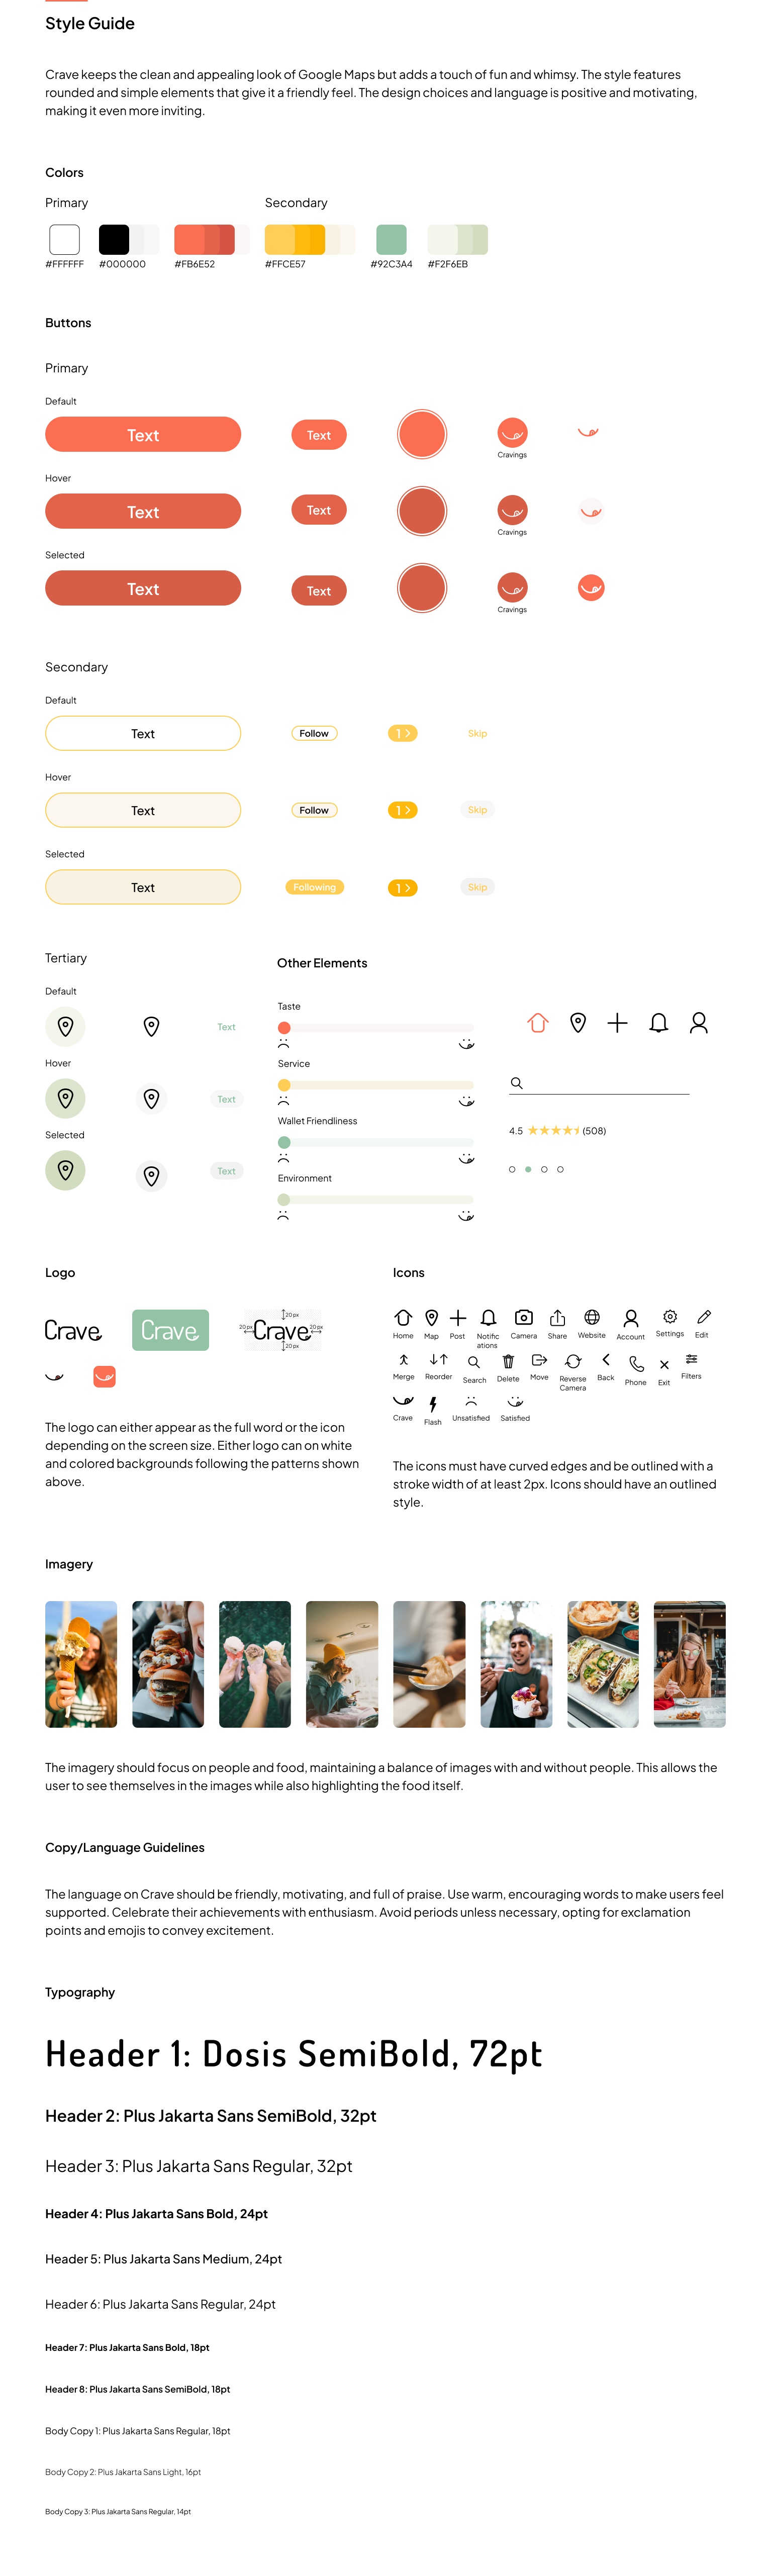 Style Guide
Crave keeps the clean and appealing look of Google Maps but adds a touch of fun and whimsy. The style features
rounded and simple elements that give it a friendly feel. The design choices and language is positive and motivating,
making it even more inviting.
Colors
Primary
Secondary
#FFFFFF
#000000
#FB6E52
#FFCE57
#92C3A4
#F2F6EB
Buttons
Primary
Default
Text
Text
Cravings
Hover
Text
Text
Cravings
Selected
Text
Text
Cravings
Secondary
Default
Text
Follow
1
Skip
Hover
Text
Follow
1
Skip
Selected
Text
Following
1
Skip
Tertiary
Default
Text
Hover
Text
Selected
Text
Other Elements
Taste
Service
Wallet Friendliness
Environment
4.5
(508)
Logo
Crave
Crave
20px
20px
Crave
20px
20px
The logo can either appear as the full word or the icon
depending on the screen size. Either logo can on white
and colored backgrounds following the patterns shown
above.
Icons
Home
Map
Post
Notific
ations
Camera
Share
Website
Account
Settings
Edit
Merge
Reorder
Search
Delete
Move
Reverse
Camera
Back
Phone
Exit
Filters
Crave
Flash
Unsatisfied
Satisfied
The icons must have curved edges and be outlined with a
stroke width of at least 2px. Icons should have an outlined
style.
Imagery
The imagery should focus on people and food, maintaining a balance of images with and without people. This allows the
user to see themselves in the images while also highlighting the food itself.
Copy/Language Guidelines
The language on Crave should be friendly, motivating, and full of praise. Use warm, encouraging words to make users feel
supported. Celebrate their achievements with enthusiasm. Avoid periods unless necessary, opting for exclamation
points and emojis to convey excitement.
Typography
Header 1: Dosis SemiBold, 72pt
Header 2: Plus Jakarta Sans SemiBold, 32pt
Header 3: Plus Jakarta Sans Regular, 32pt
Header 4: Plus Jakarta Sans Bold, 24pt
Header 5: Plus Jakarta Sans Medium, 24pt
Header 6: Plus Jakarta Sans Regular, 24pt
Header 7: Plus Jakarta Sans Bold, 18pt
Header 8: Plus Jakarta Sans SemiBold, 18pt
Body Copy 1: Plus Jakarta Sans Regular, 18pt
Body Copy 2: Plus Jakarta Sans Light, 16pt
Body Copy 3: Plus Jakarta Sans Regular, 14pt